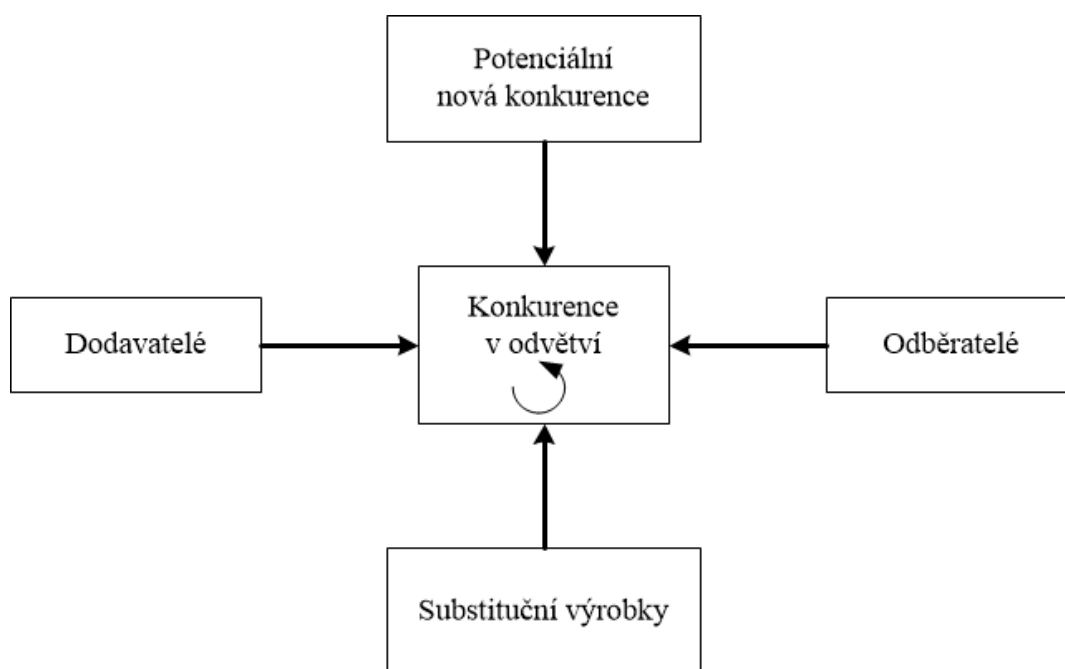 Potenciální
nová konkurence
Konkurence
v odvětví
Dodavatelé
Odběratelé
Substituční výrobky